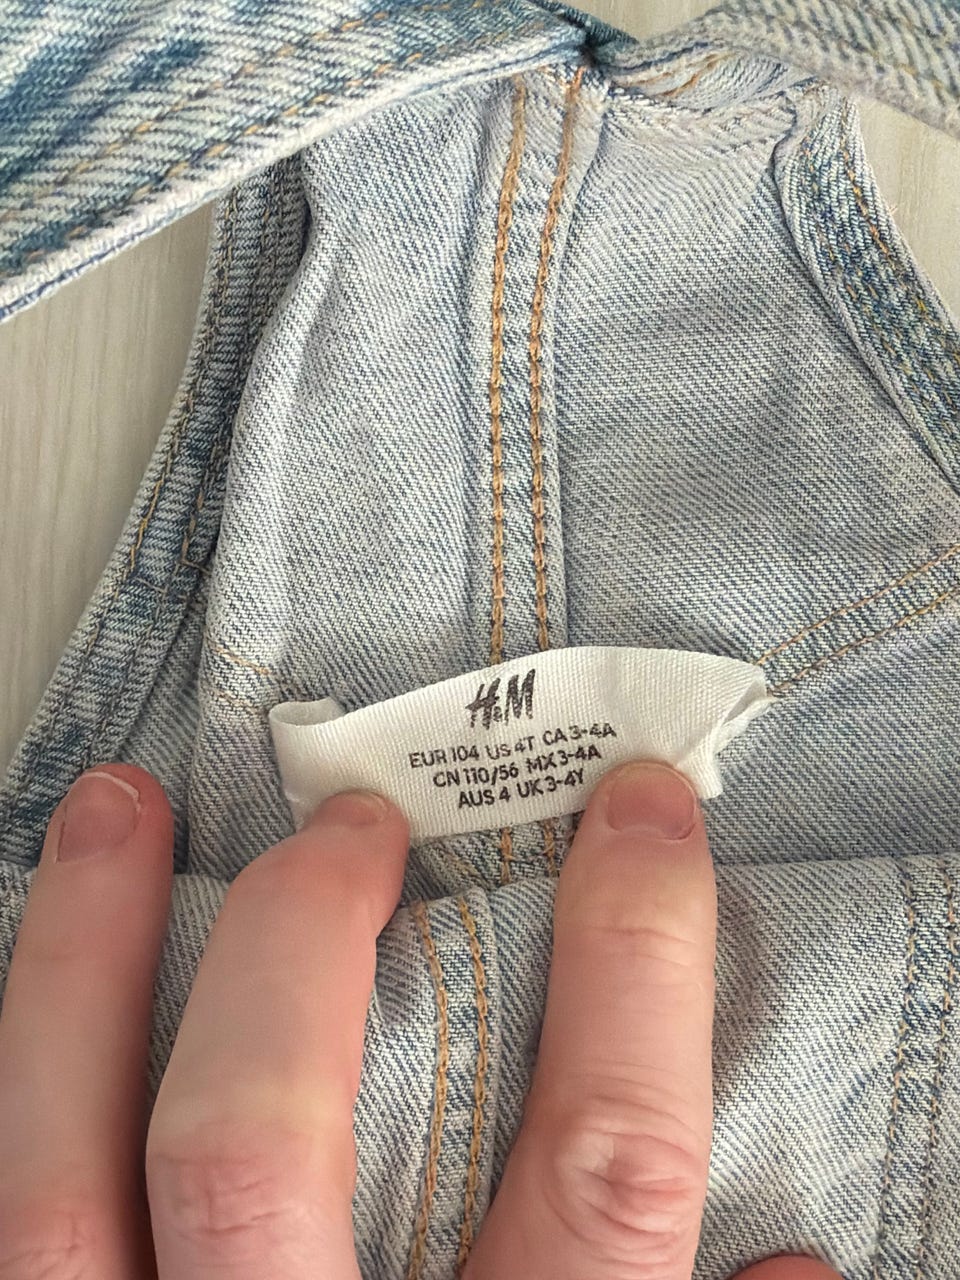 H&M
EUR 104 US 4T CA 3-4A
CN 110/56 MX 3-4A
AUS 4 UK 3-4Y